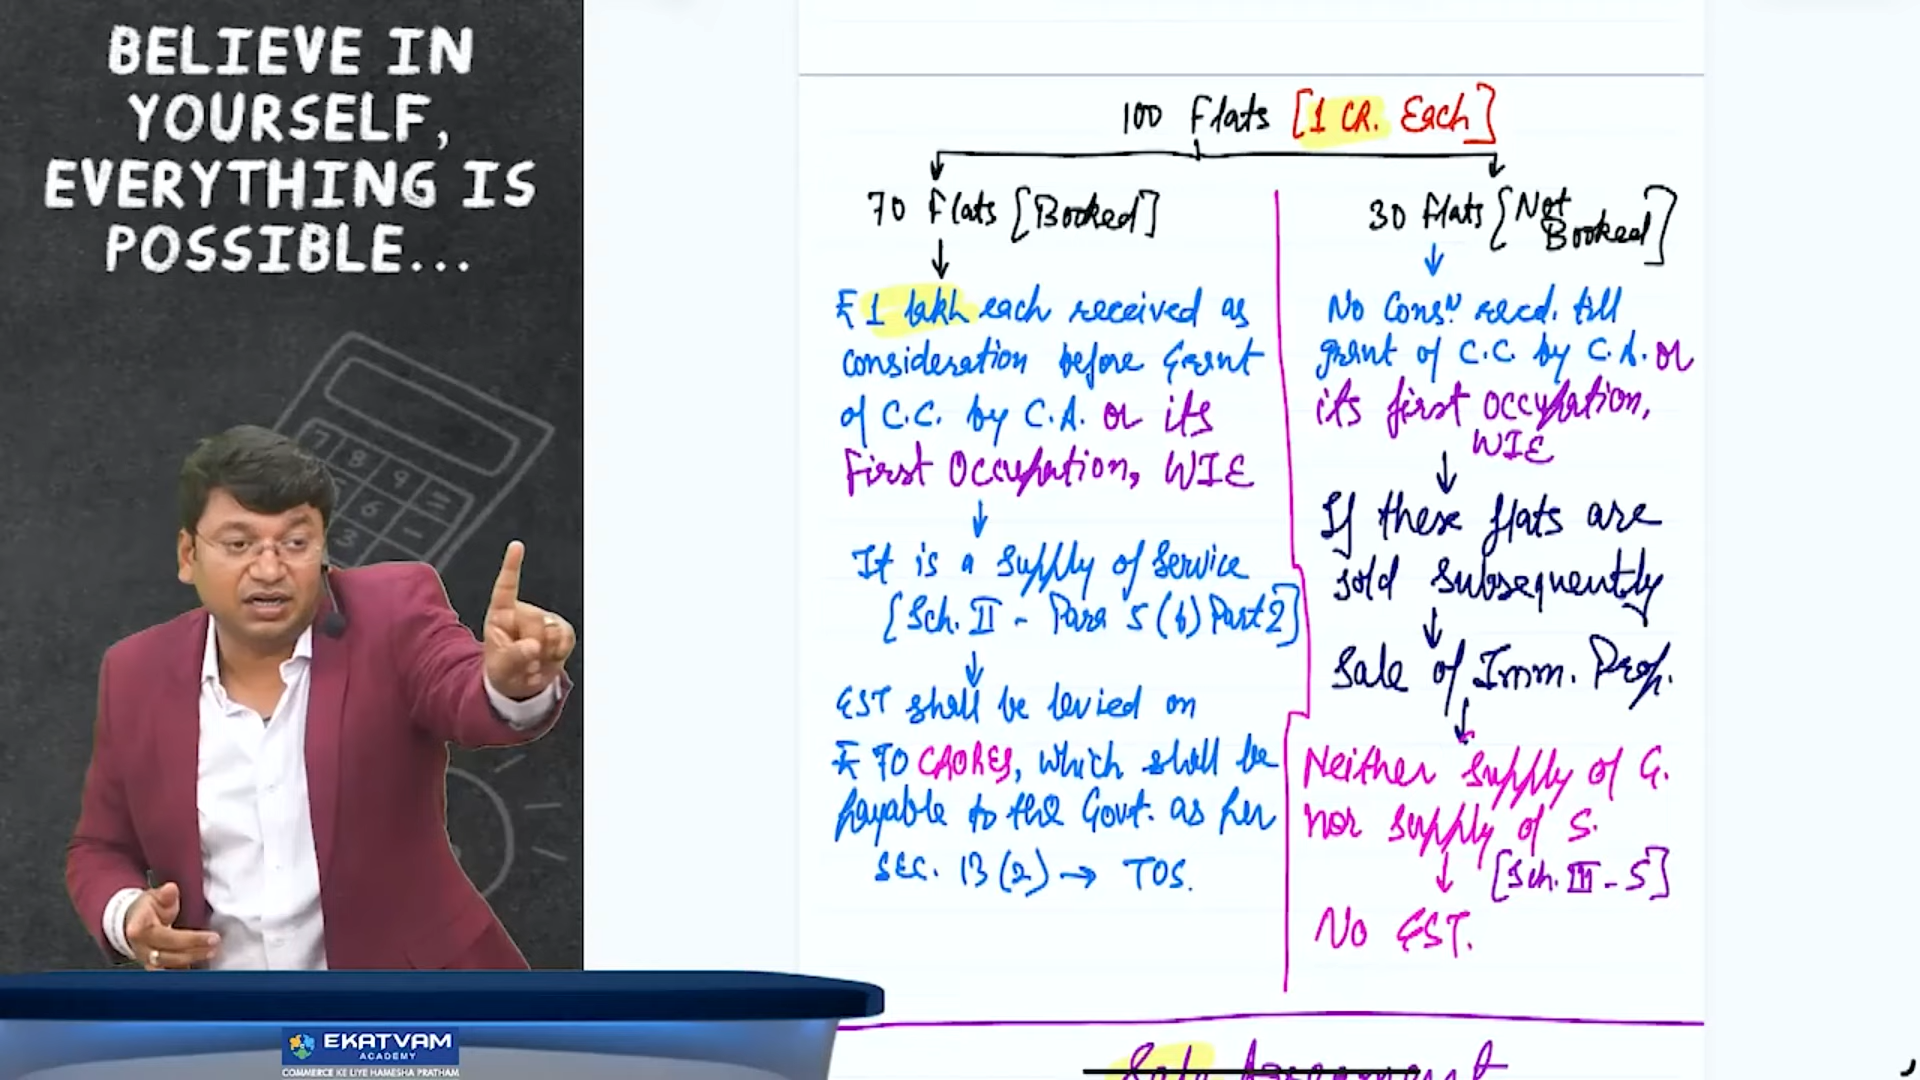 BELIEVE IN
YOURSELF,
EVERYTHING IS
POSSIBLE...
100 Flats [1 CR. Each]
70 Flats [Booked]
₹ 1 lakh each received as
consideration before Grant
of C.C. by C.A. or its
First Occupation, WIE
It is a Supply of Service
[Sch. II - Para 5(b) Part 2]
GST shall be levied on
₹ 70 CRORES, which shall be
payable to the Govt. as per
SEC. 13(2) → TOS.
30 Flats [Not
Booked]
No Consn. recd. till
grant of C.C. by C.A. or
its first occupation,
WIE
If these flats are
sold subsequently
Sale of Imm. Prop.
Neither Supply of G.
nor supply of S.
[Sch. III - 5]
No GST.
EKATVAM
ACADEMY
COMMERCE KE LIYE HAMESHA PRATHAM